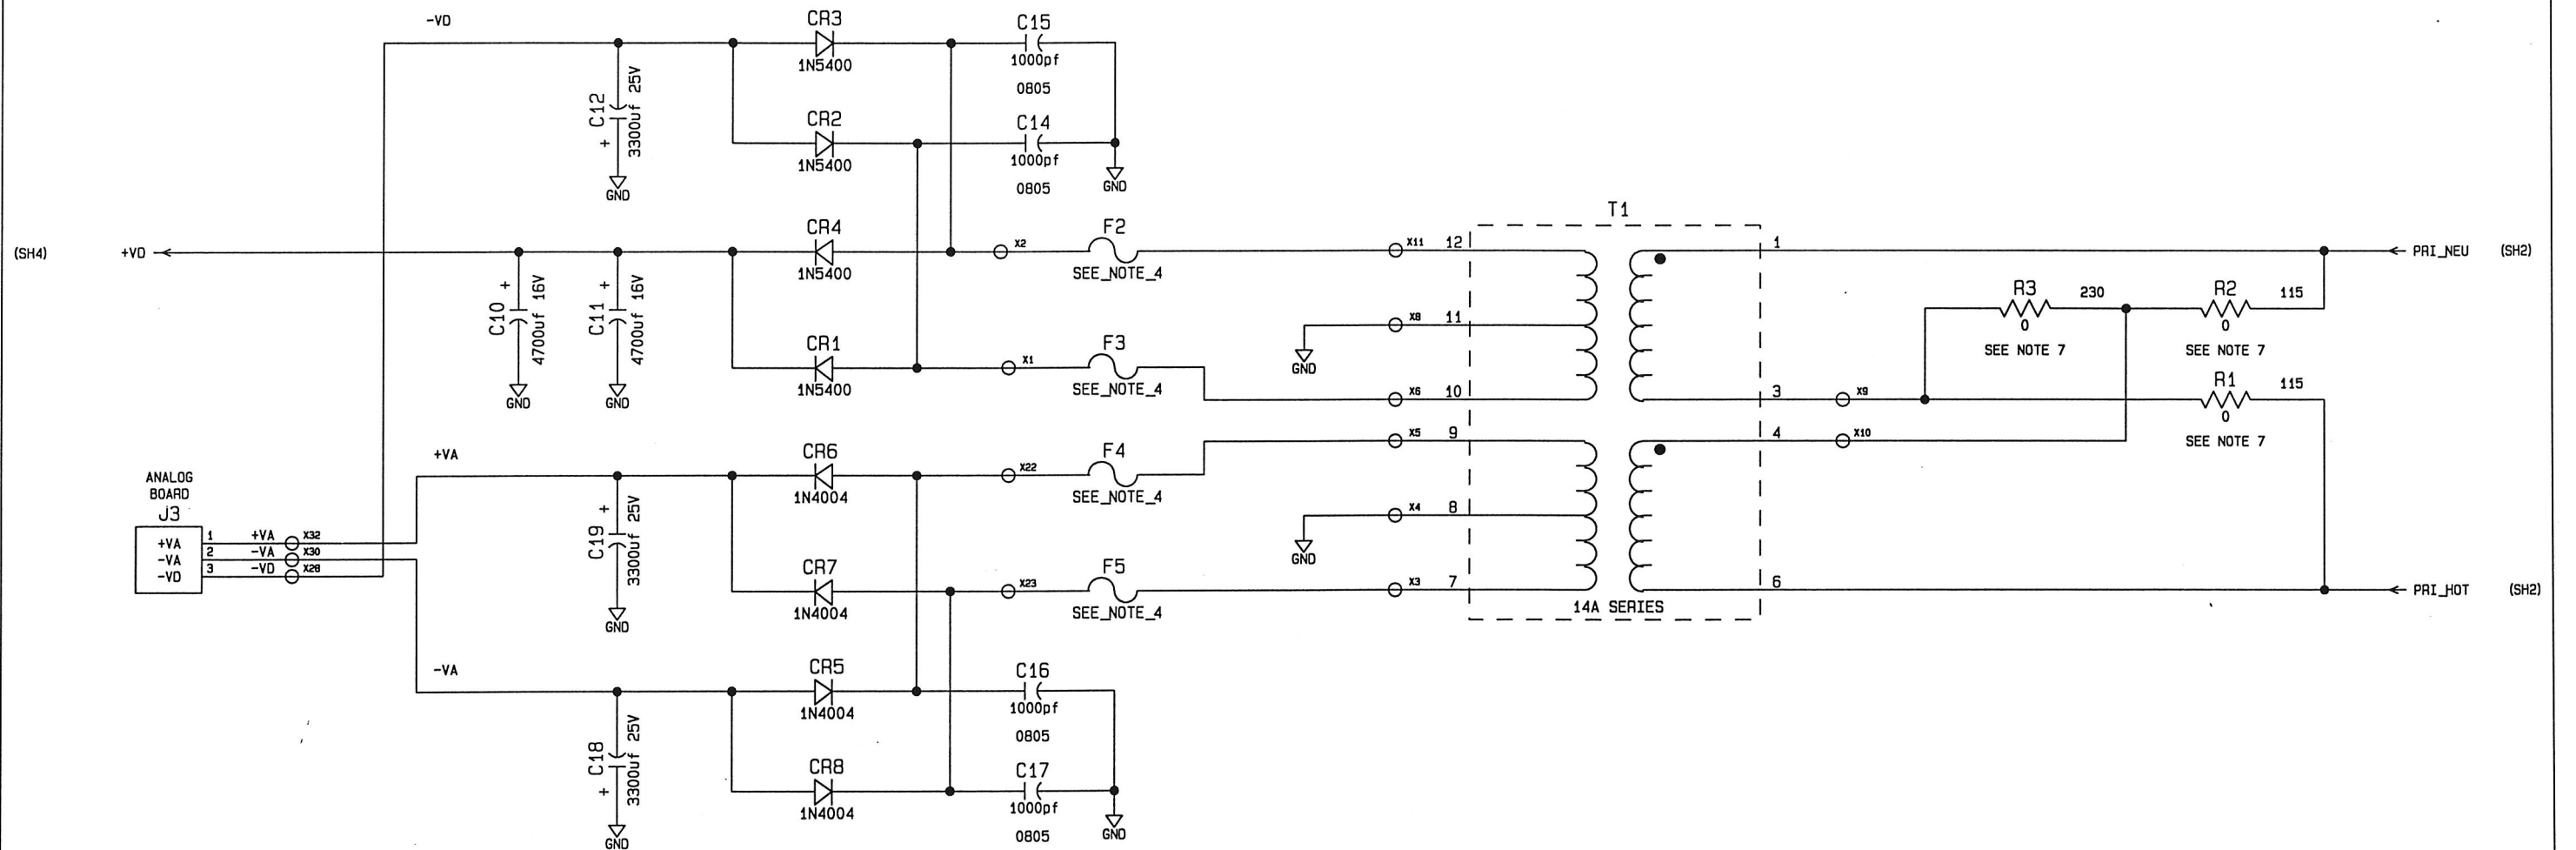 -VD
CR3
1N5400
C15
1000pf
0805
C12
3300uf 25V
+
GND
CR2
1N5400
C14
1000pf
0805
GND
T1
(SH4)
+VD
CR4
1N5400
X2
F2
SEE_NOTE_4
X11
12
1
PRI_NEU
(SH2)
C10
+
4700uf 16V
GND
C11
+
4700uf 16V
GND
R3
230
0
SEE NOTE 7
R2
115
0
SEE NOTE 7
X8
11
GND
CR1
1N5400
X1
F3
SEE_NOTE_4
X6
10
3
X9
R1
115
0
SEE NOTE 7
+VA
CR6
1N4004
X22
F4
SEE_NOTE_4
X5
9
4
X10
ANALOG
BOARD
J3
+VA
-VA
-VD
1
+VA
X32
2
-VA
X30
3
-VD
X28
C19
+
3300uf 25V
GND
X4
8
GND
CR7
1N4004
X23
F5
SEE_NOTE_4
X3
7
6
14A SERIES
PRI_HOT
(SH2)
-VA
CR5
1N4004
C16
1000pf
0805
C18
3300uf 25V
+
GND
CR8
1N4004
C17
1000pf
0805
GND